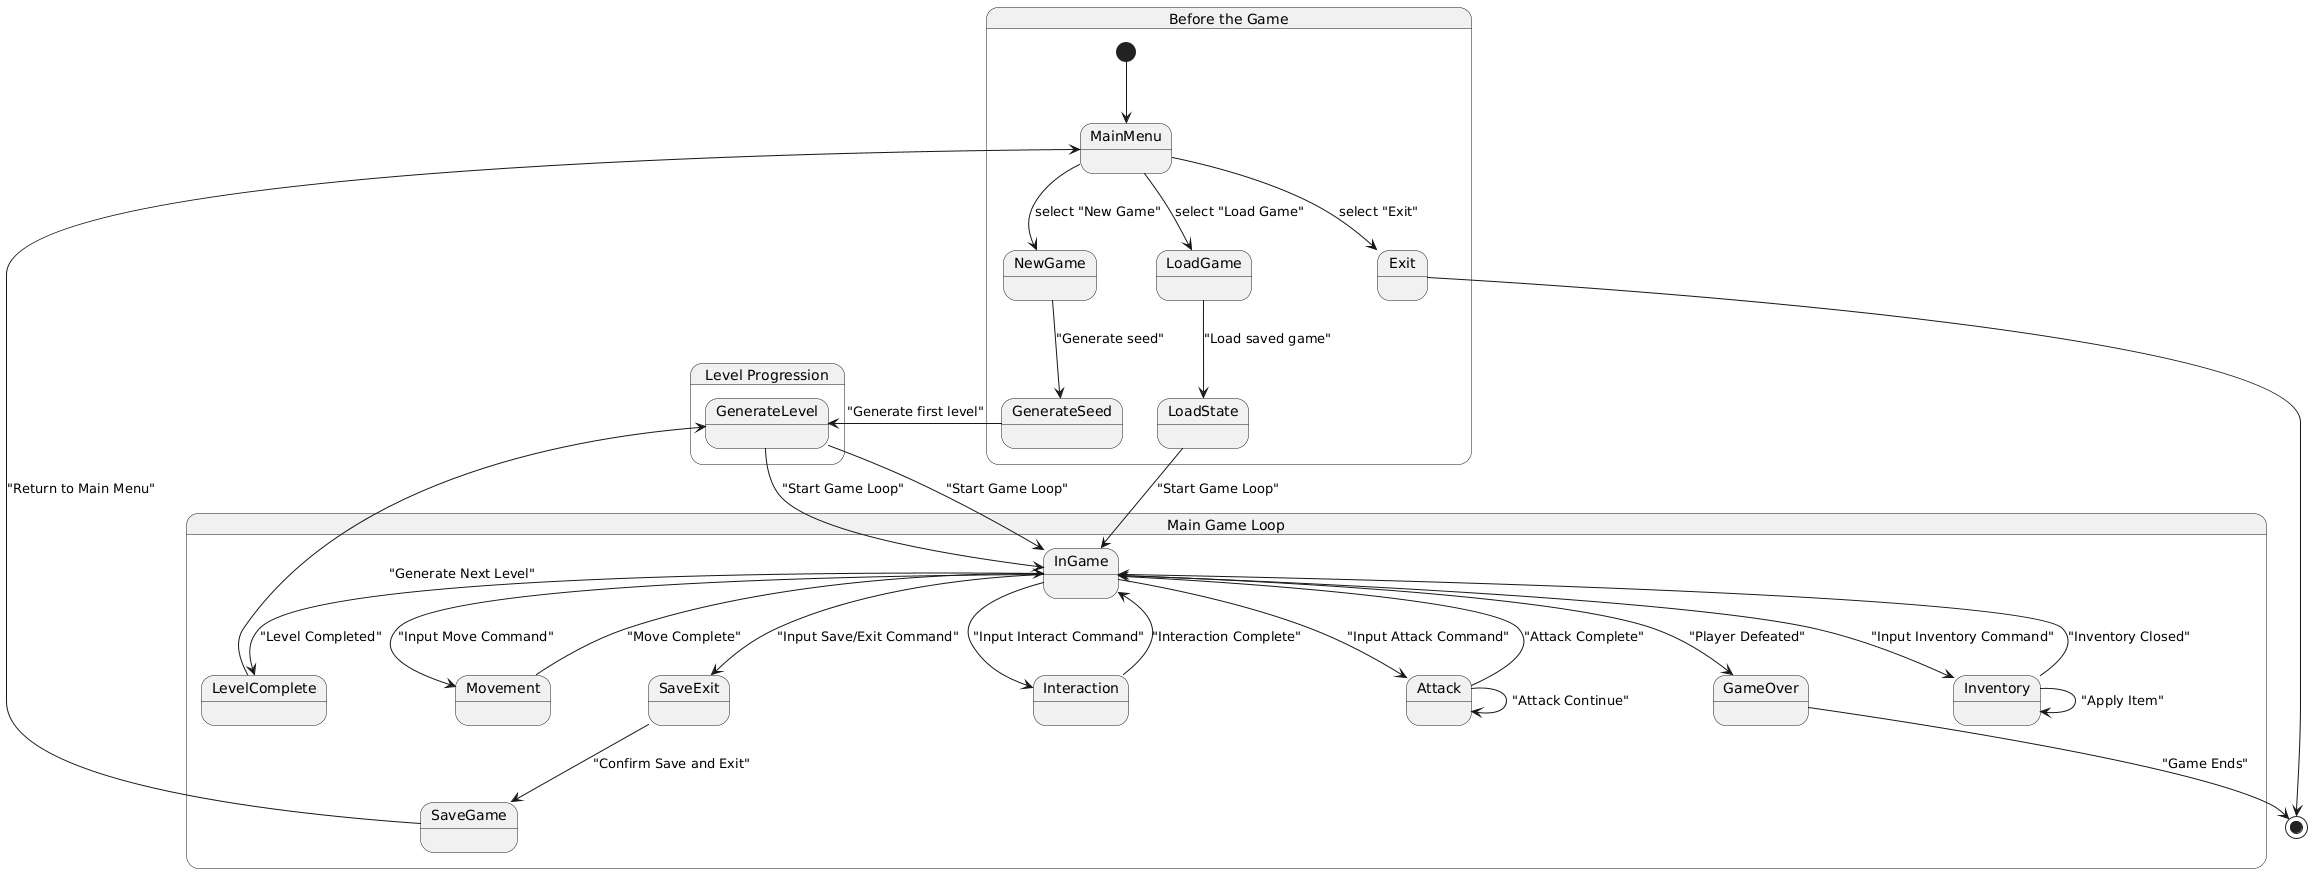 Before the Game
MainMenu
select "New Game"
select "Load Game"
select "Exit"
NewGame
LoadGame
Exit
"Generate seed"
"Load saved game"
Level Progression
GenerateLevel
"Generate first level"
GenerateSeed
LoadState
"Return to Main Menu"
"Start Game Loop"
"Start Game Loop"
"Start Game Loop"
Main Game Loop
InGame
"Generate Next Level"
"Level Completed"
"Input Move Command"
"Move Complete"
"Input Save/Exit Command"
"Input Interact Command"
"Interaction Complete"
"Input Attack Command"
"Attack Complete"
"Player Defeated"
"Input Inventory Command"
"Inventory Closed"
LevelComplete
Movement
SaveExit
Interaction
Attack
"Attack Continue"
GameOver
Inventory
"Apply Item"
"Confirm Save and Exit"
"Game Ends"
SaveGame